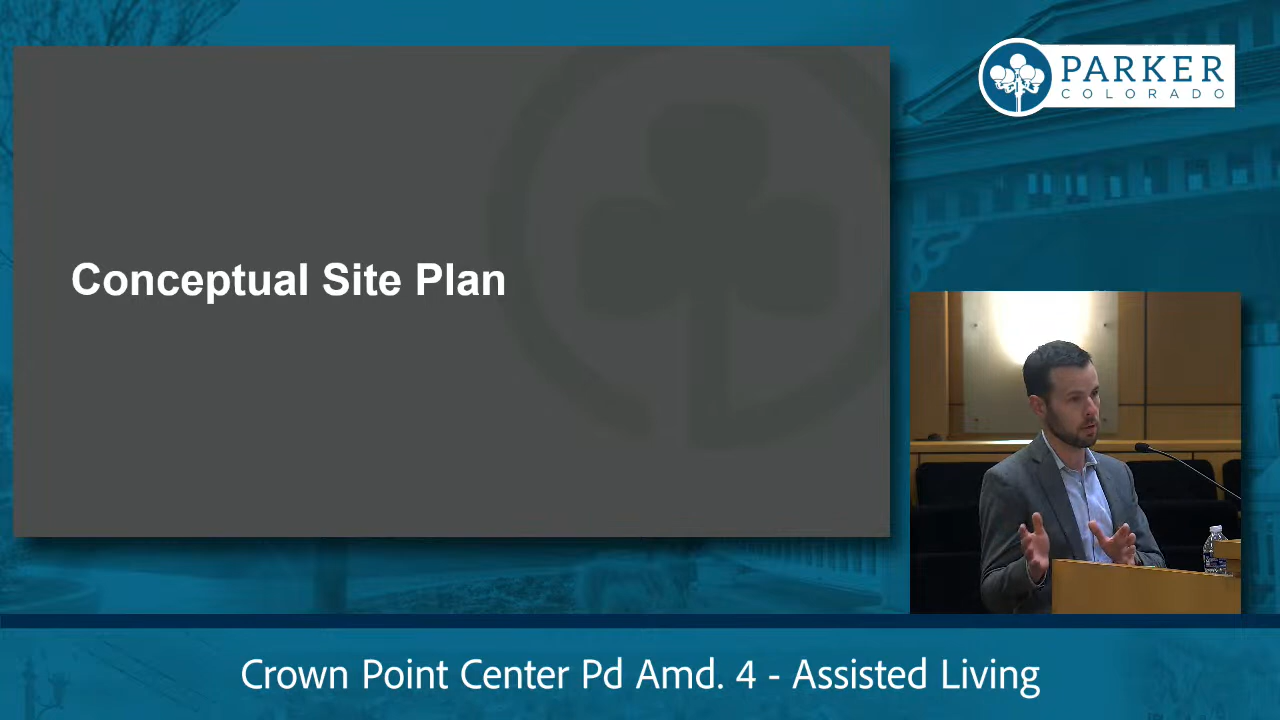 PARKER
COLORADO
Conceptual Site Plan
Crown Point Center Pd Amd. 4 - Assisted Living